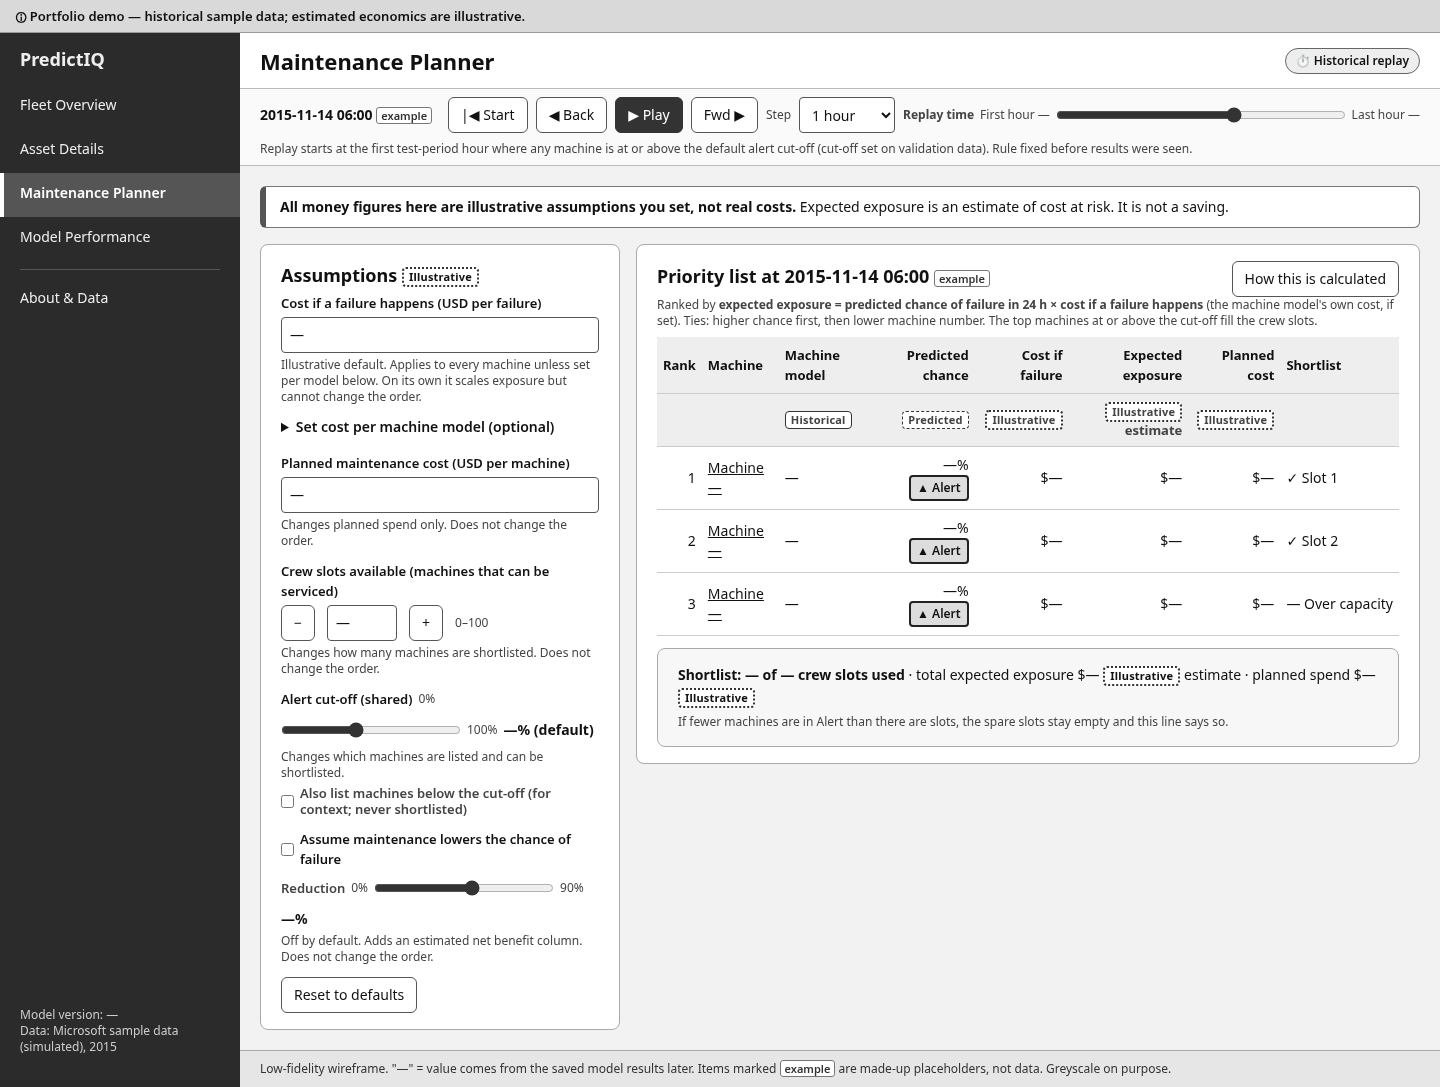 ⓘ Portfolio demo — historical sample data; estimated economics are illustrative.
PredictIQ
Fleet Overview
Asset Details
Maintenance Planner
Model Performance
About & Data
Model version: —
Data: Microsoft sample data
(simulated), 2015
Maintenance Planner
⏱ Historical replay
2015-11-14 06:00 example |◀ Start ◀ Back ▶ Play Fwd ▶ Step 1 hour Replay time First hour — Last hour —
Replay starts at the first test-period hour where any machine is at or above the default alert cut-off (cut-off set on validation data). Rule fixed before results were seen.
All money figures here are illustrative assumptions you set, not real costs. Expected exposure is an estimate of cost at risk. It is not a saving.
Assumptions Illustrative
Cost if a failure happens (USD per failure)
—
Illustrative default. Applies to every machine unless set
per model below. On its own it scales exposure but
cannot change the order.
▶ Set cost per machine model (optional)
Planned maintenance cost (USD per machine)
—
Changes planned spend only. Does not change the
order.
Crew slots available (machines that can be
serviced)
− — + 0–100
Changes how many machines are shortlisted. Does not
change the order.
Alert cut-off (shared) 0%
100% —% (default)
Changes which machines are listed and can be
shortlisted.
Also list machines below the cut-off (for
context; never shortlisted)
Assume maintenance lowers the chance of
failure
Reduction 0% 90%
—%
Off by default. Adds an estimated net benefit column.
Does not change the order.
Reset to defaults
Priority list at 2015-11-14 06:00 example
How this is calculated
Ranked by expected exposure = predicted chance of failure in 24 h × cost if a failure happens (the machine model's own cost, if
set). Ties: higher chance first, then lower machine number. The top machines at or above the cut-off fill the crew slots.
Rank Machine Machine model Predicted chance Cost if failure Expected exposure Planned cost Shortlist
Historical Predicted Illustrative Illustrative estimate Illustrative
1 Machine — — —% ▲ Alert $— $— $— ✓ Slot 1
2 Machine — — —% ▲ Alert $— $— $— ✓ Slot 2
3 Machine — — —% ▲ Alert $— $— $— — Over capacity
Shortlist: — of — crew slots used · total expected exposure $— Illustrative estimate · planned spend $—
Illustrative
If fewer machines are in Alert than there are slots, the spare slots stay empty and this line says so.
Low-fidelity wireframe. "—" = value comes from the saved model results later. Items marked example are made-up placeholders, not data. Greyscale on purpose.